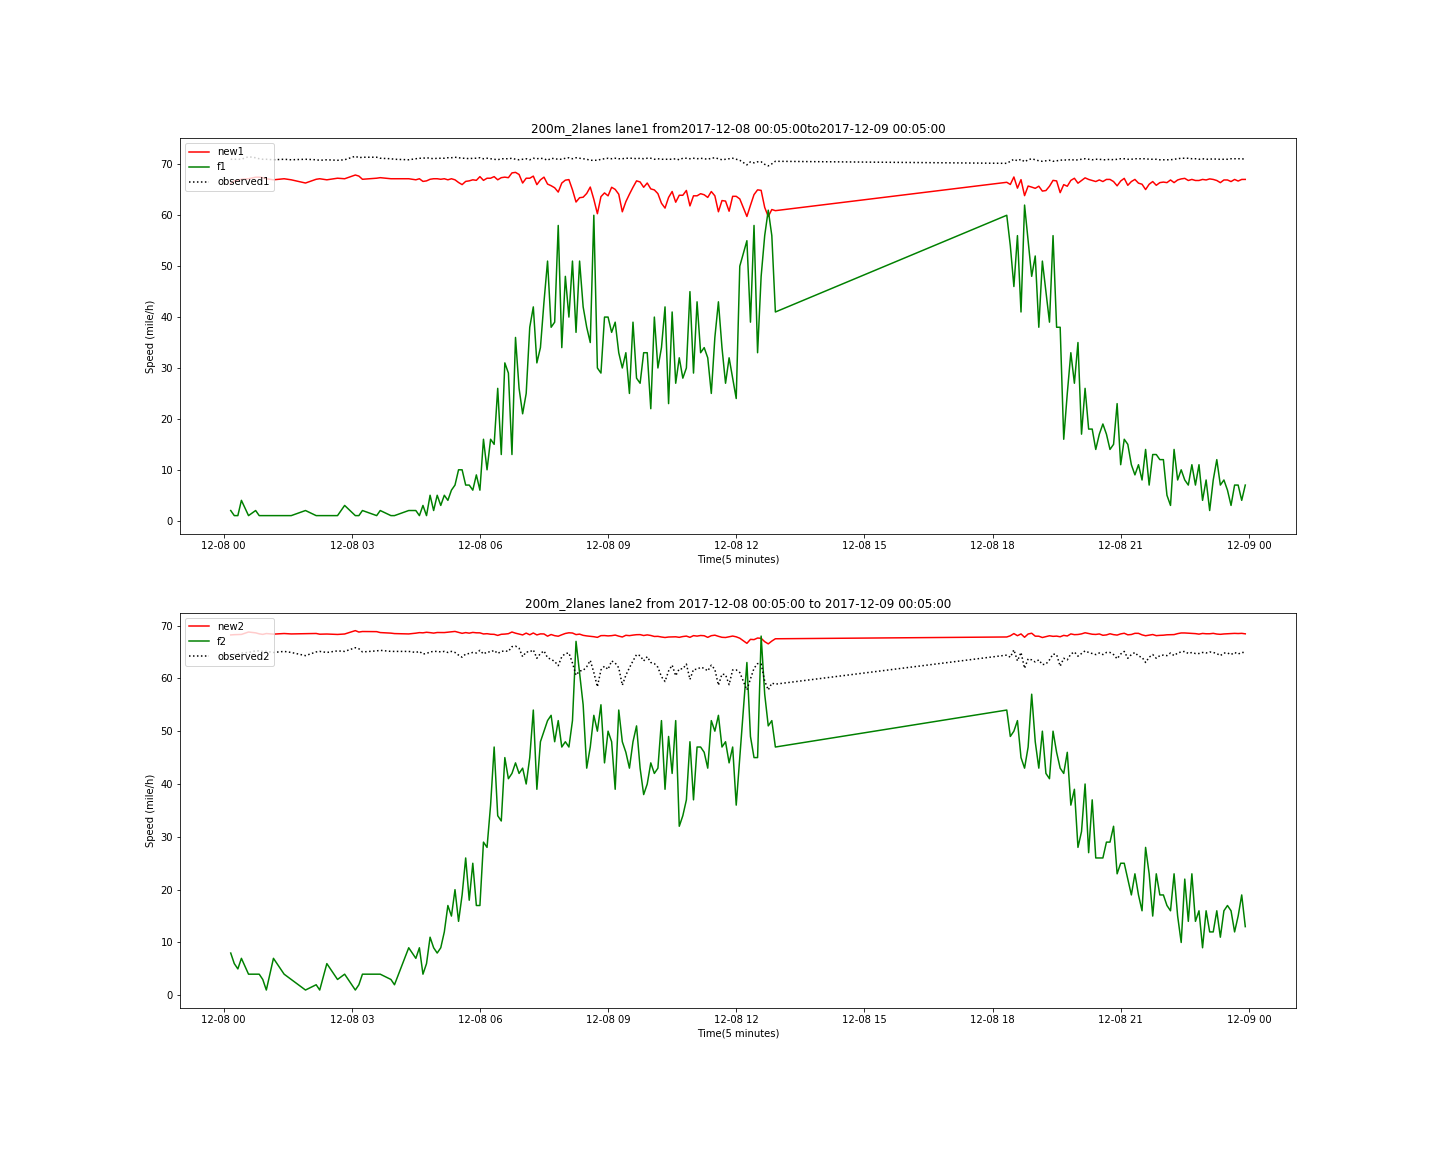 200m_2lanes lane1 from2017-12-08 00:05:00to2017-12-09 00:05:00
new1
f1
observed1
70
60
50
40
30
20
10
0
Speed (mile/h)
12-08 00 12-08 03 12-08 06 12-08 09 12-08 12 12-08 15 12-08 18 12-08 21 12-09 00
Time(5 minutes)
200m_2lanes lane2 from 2017-12-08 00:05:00 to 2017-12-09 00:05:00
new2
f2
observed2
70
60
50
40
30
20
10
0
Speed (mile/h)
12-08 00 12-08 03 12-08 06 12-08 09 12-08 12 12-08 15 12-08 18 12-08 21 12-09 00
Time(5 minutes)